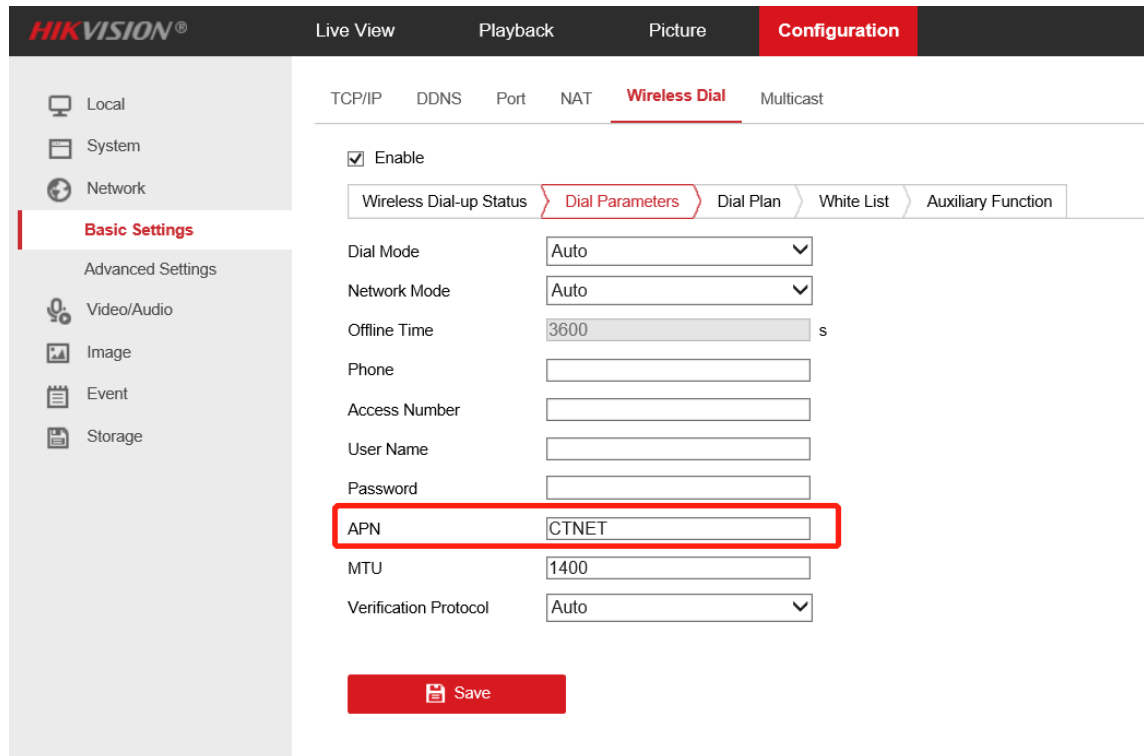 HIKVISION® Live View Playback Picture Configuration
Local
System
Network
Basic Settings
Advanced Settings
Video/Audio
Image
Event
Storage
TCP/IP DDNS Port NAT Wireless Dial Multicast
Enable
Wireless Dial-up Status Dial Parameters Dial Plan White List Auxiliary Function
Dial Mode Auto
Network Mode Auto
Offline Time 3600 s
Phone
Access Number
User Name
Password
APN CTNET
MTU 1400
Verification Protocol Auto
Save